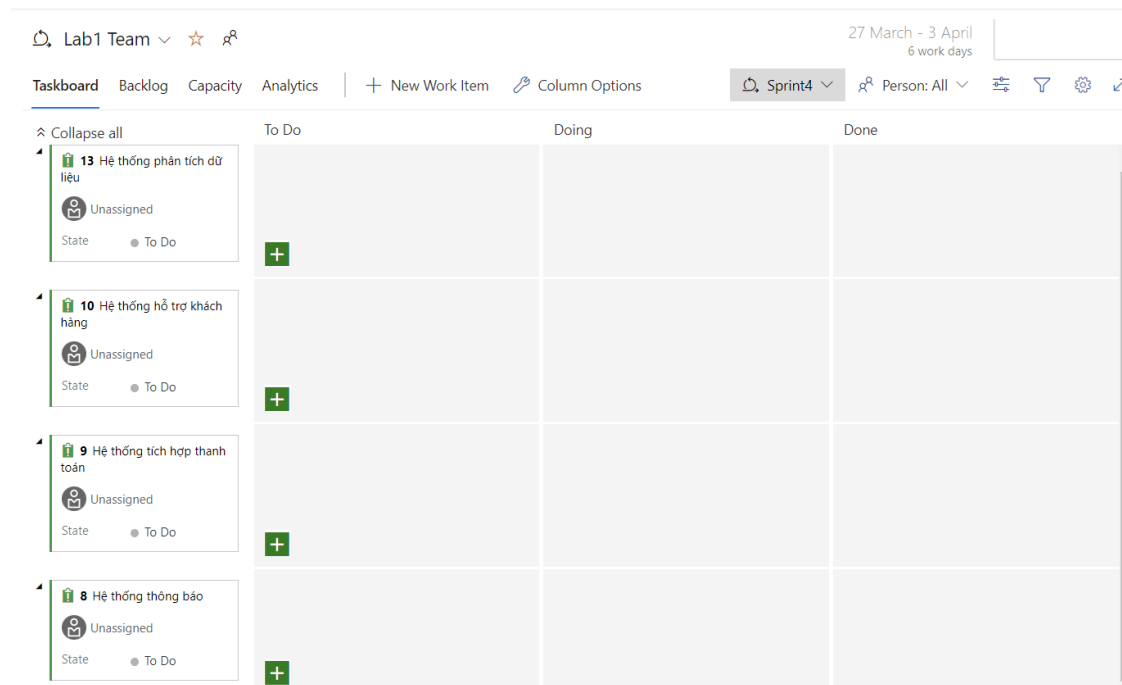 Lab1 Team
27 March - 3 April
6 work days
Taskboard Backlog Capacity Analytics New Work Item Column Options Sprint4 Person: All
Collapse all To Do Doing Done
13 Hệ thống phân tích dữ
liệu
Unassigned
State To Do
10 Hệ thống hỗ trợ khách
hàng
Unassigned
State To Do
9 Hệ thống tích hợp thanh
toán
Unassigned
State To Do
8 Hệ thống thông báo
Unassigned
State To Do